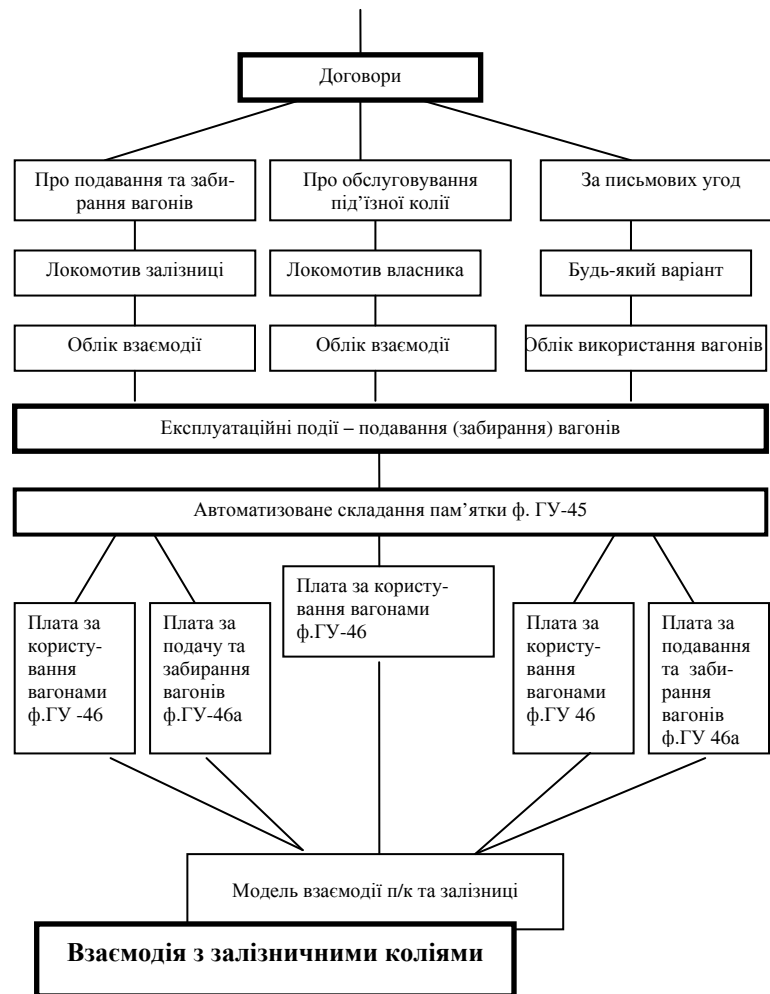 Договори
Про подавання та заби-
рання вагонів
Про обслуговування
під’їзної колії
За письмових угод
Локомотив залізниці
Локомотив власника
Будь-який варіант
Облік взаємодії
Облік взаємодії
Облік використання вагонів
Експлуатаційні події – подавання (забирання) вагонів
Автоматизоване складання пам’ятки ф. ГУ-45
Плата за
користу-
вання
вагонами
ф.ГУ -46
Плата за
подачу та
забирання
вагонів
ф.ГУ-46а
Плата за користу-
вання вагонами
ф.ГУ-46
Плата за
користу-
вання
вагонами
ф.ГУ 46
Плата за
подавання
та заби-
рання
вагонів
ф.ГУ 46а
Модель взаємодії п/к та залізниці
Взаємодія з залізничними коліями